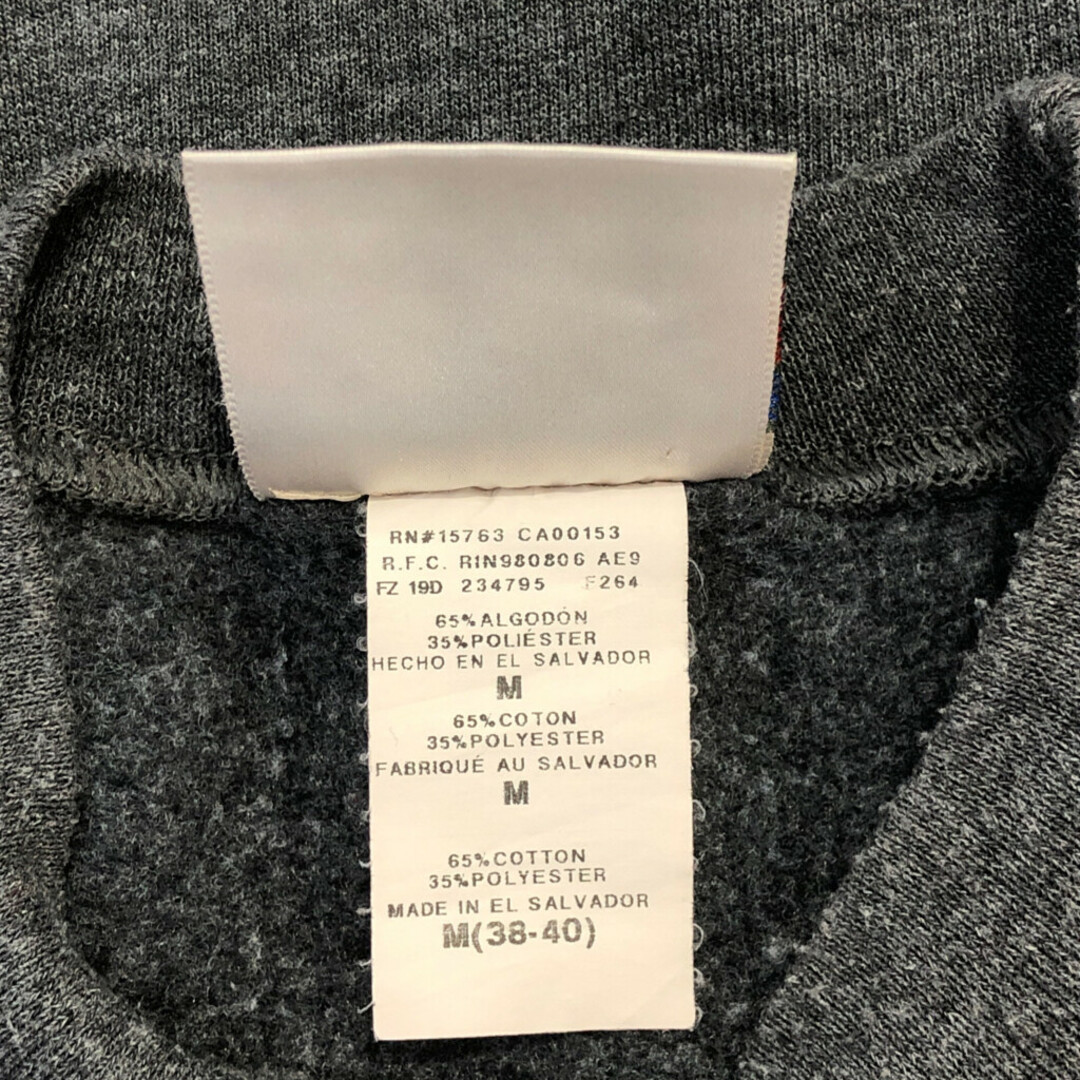 RN#15763 CA00153
R.F.C. RIN980806 AE9
FZ 19D 234795 F264
65%ALGODÓN
35%POLIÉSTER
HECHO EN EL SALVADOR
M
65%COTON
35%POLYESTER
FABRIQUÉ AU SALVADOR
M
65%COTTON
35%POLYESTER
MADE IN EL SALVADOR
M(38-40)